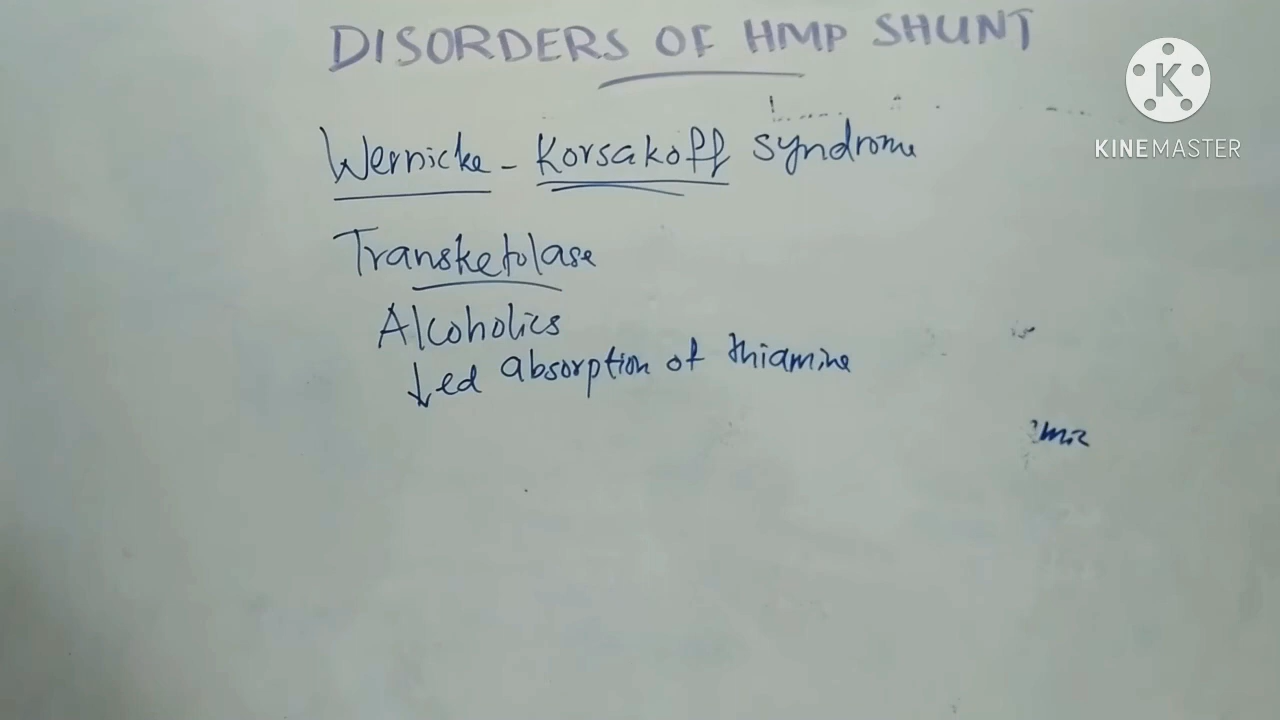 DISORDERS OF HMP SHUNT
K
KINEMASTER
Wernicke - Korsakoff syndrome
Transketolase
Alcoholics
↓ed absorption of thiamine